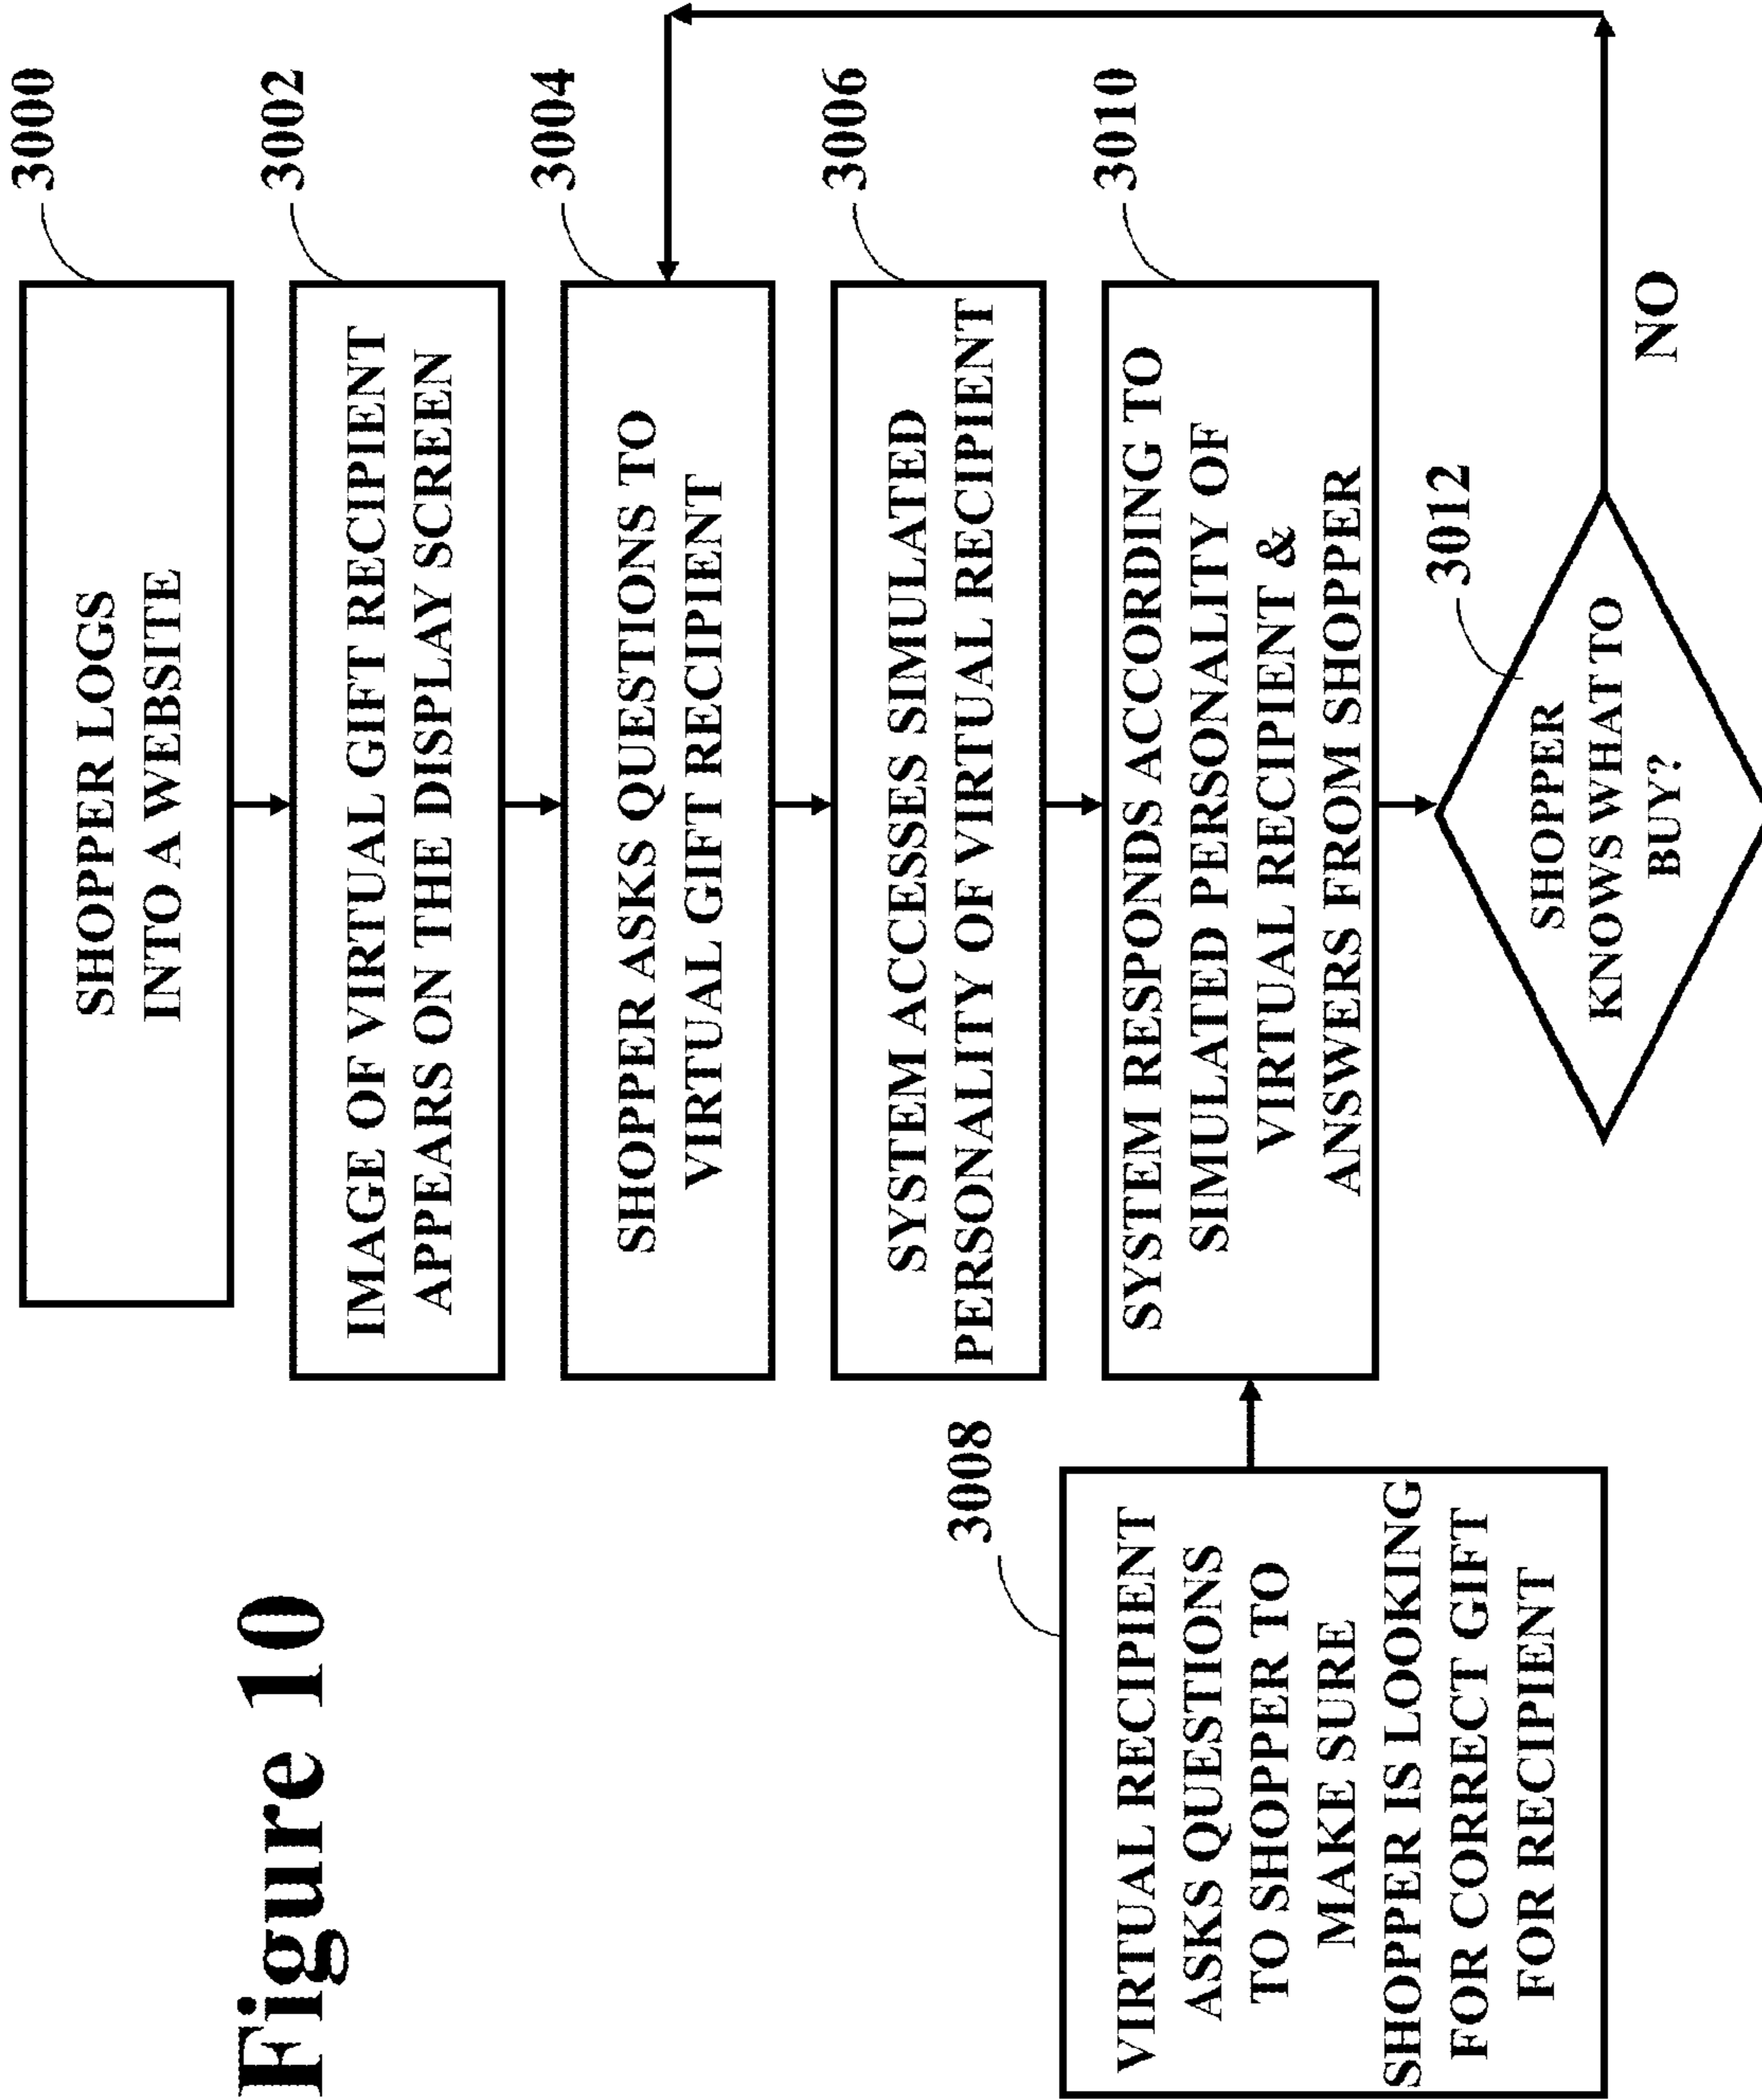 Figure 10
3000
SHOPPER LOGS
INTO A WEBSITE
3002
IMAGE OF VIRTUAL GIFT RECIPIENT
APPEARS ON THE DISPLAY SCREEN
3004
SHOPPER ASKS QUESTIONS TO
VIRTUAL GIFT RECIPIENT
3006
SYSTEM ACCESSES SIMULATED
PERSONALITY OF VIRTUAL RECIPIENT
3008
VIRTUAL RECIPIENT
ASKS QUESTIONS
TO SHOPPER TO
MAKE SURE
SHOPPER IS LOOKING
FOR CORRECT GIFT
FOR RECIPIENT
3010
SYSTEM RESPONDS ACCORDING TO
SIMULATED PERSONALITY OF
VIRTUAL RECIPIENT &
ANSWERS FROM SHOPPER
3012
SHOPPER
KNOWS WHAT TO
BUY?
NO